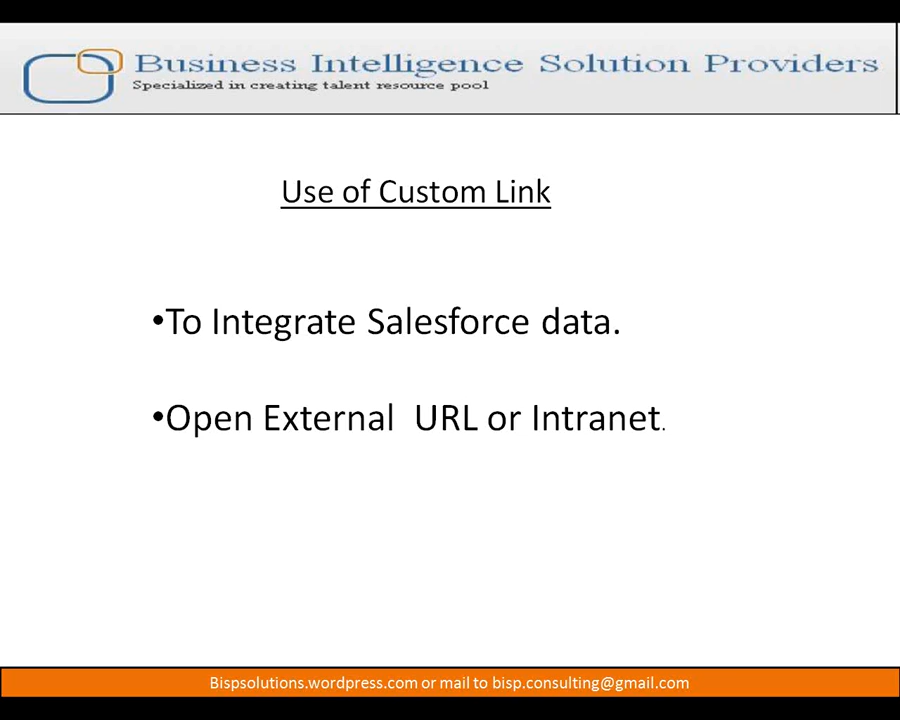 Business Intelligence Solution Providers
Specialized in creating talent resource pool
Use of Custom Link
•To Integrate Salesforce data.
•Open External URL or Intranet.
Bispsolutions.wordpress.com or mail to bisp.consulting@gmail.com